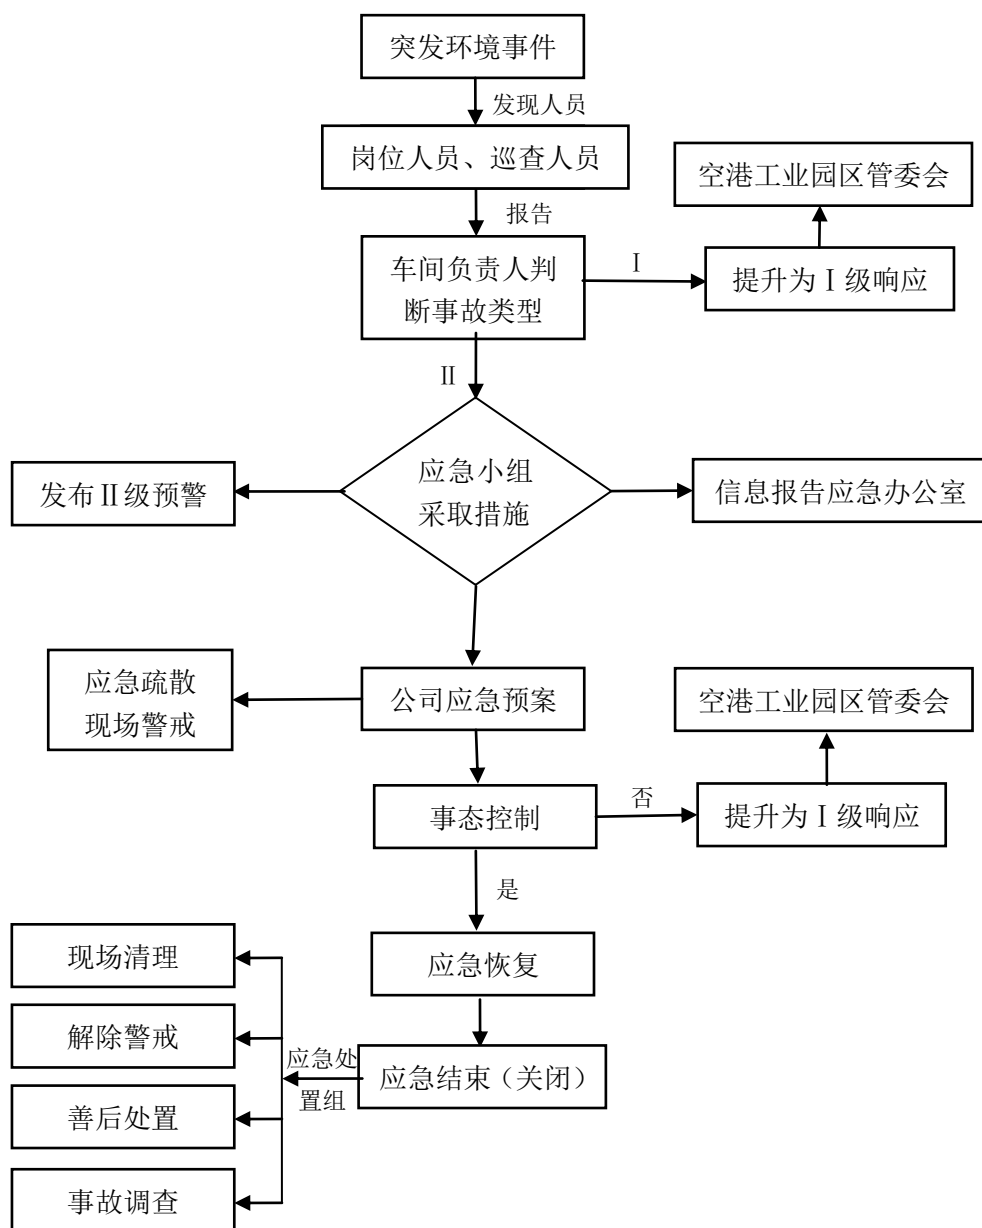 突发环境事件
发现人员
岗位人员、巡查人员
空港工业园区管委会
报告
车间负责人判
断事故类型
Ⅰ
提升为Ⅰ级响应
Ⅱ
应急小组
采取措施
发布Ⅱ级预警
信息报告应急办公室
应急疏散
现场警戒
公司应急预案
空港工业园区管委会
事态控制
否
提升为Ⅰ级响应
是
现场清理
应急恢复
解除警戒
应急处
置组
应急结束（关闭）
善后处置
事故调查